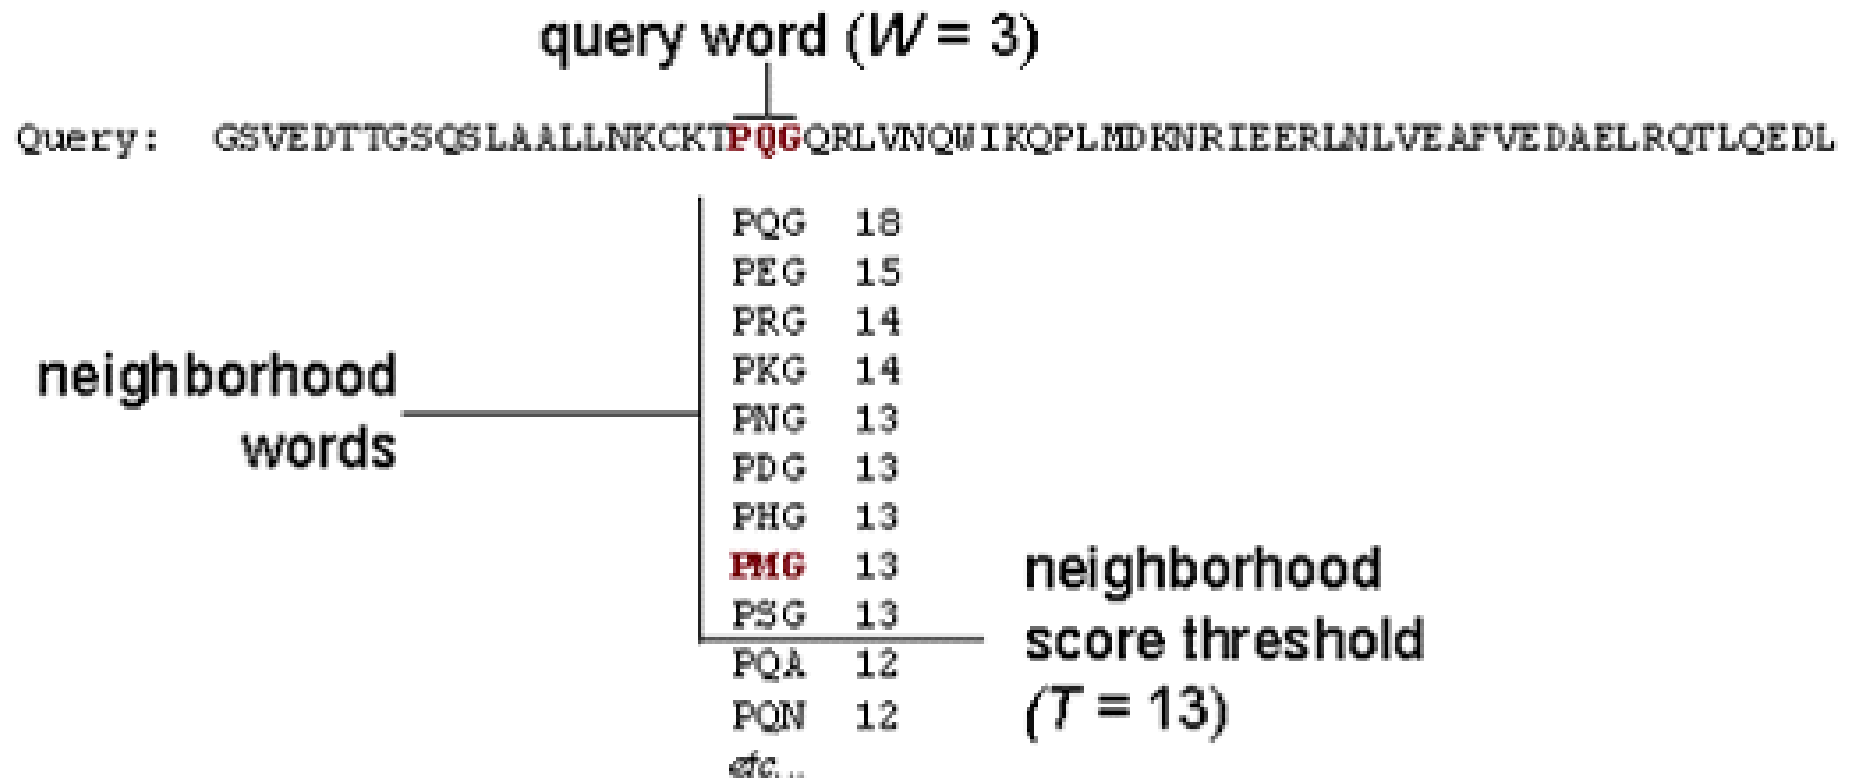 query word (W = 3)
Query: GSVEDTTGSQSLAALLNKCKTPQGQRLVNQWIKQPLMDKNRIEERLNLVEAFVEDAELRQTLQEDL
PQG 18
PEG 15
PRG 14
PKG 14
PNG 13
PDG 13
PHG 13
PMG 13
PSG 13
PQA 12
PQN 12
etc...
neighborhood
words
neighborhood
score threshold
(T = 13)